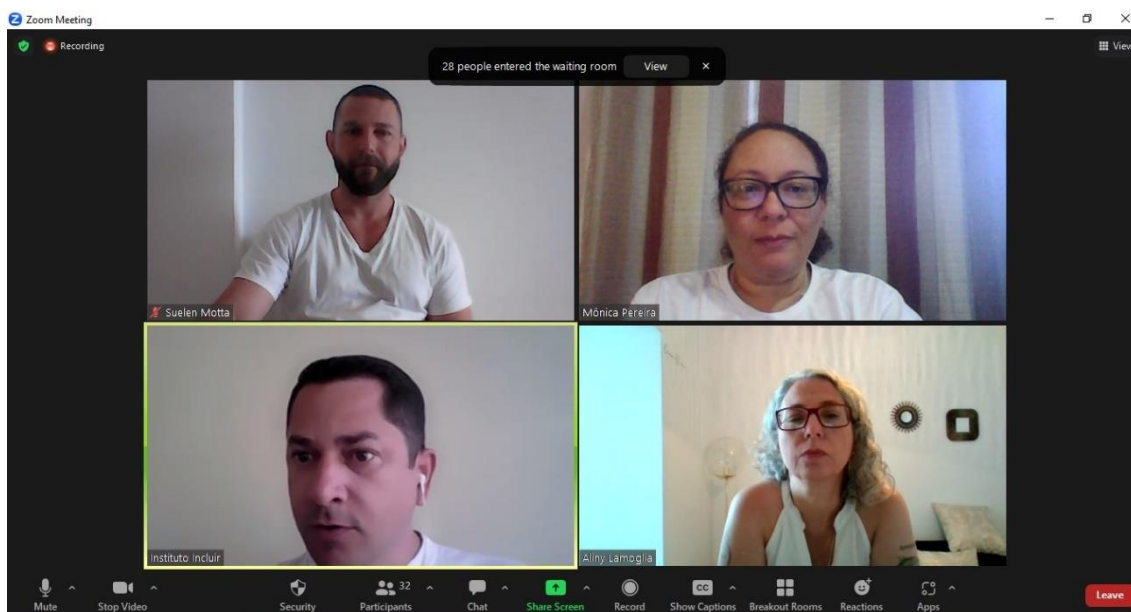 Zoom Meeting
Recording
View
28 people entered the waiting room View
Suelen Motta
Mônica Pereira
Instituto Incluir
Aliny Lamoglia
Mute
Stop Video
Security
32
Participants
Chat
Share Screen
Record
CC
Show Captions
Breakout Rooms
Reactions
Apps
Leave